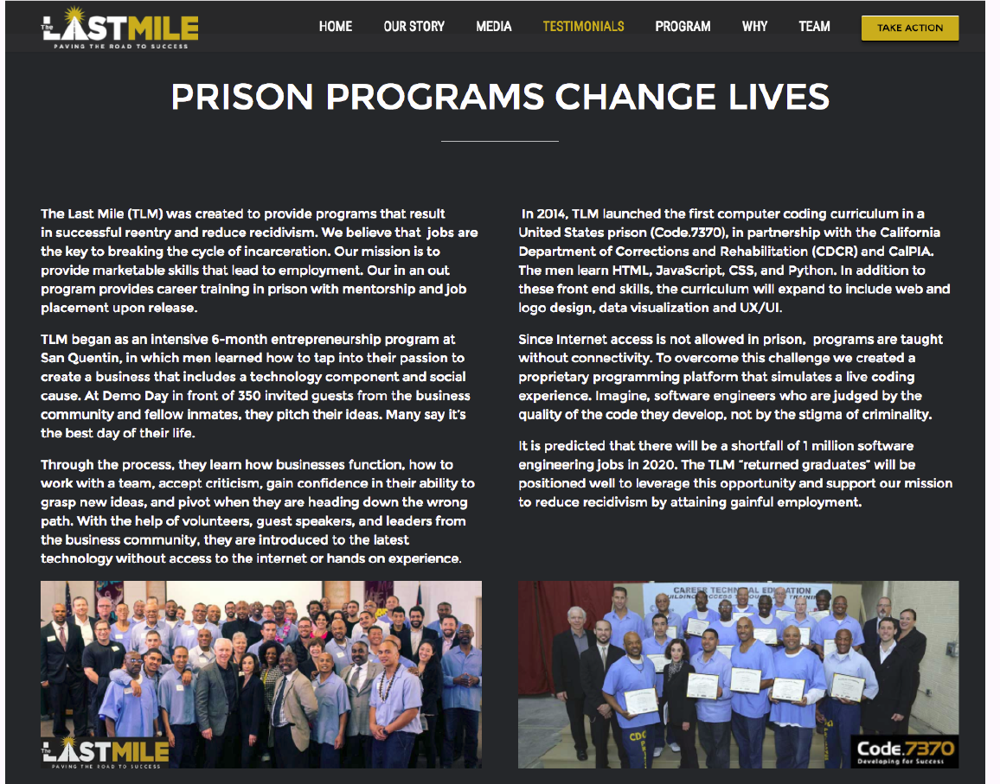 The LASTMILE
PAVING THE ROAD TO SUCCESS
HOME OUR STORY MEDIA TESTIMONIALS PROGRAM WHY TEAM TAKE ACTION
PRISON PROGRAMS CHANGE LIVES
The Last Mile (TLM) was created to provide programs that result
in successful reentry and reduce recidivism. We believe that jobs are
the key to breaking the cycle of incarceration. Our mission is to
provide marketable skills that lead to employment. Our in an out
program provides career training in prison with mentorship and job
placement upon release.
TLM began as an intensive 6-month entrepreneurship program at
San Quentin, in which men learned how to tap into their passion to
create a business that includes a technology component and social
cause. At Demo Day in front of 350 invited guests from the business
community and fellow inmates, they pitch their ideas. Many say it's
the best day of their life.
Through the process, they learn how businesses function, how to
work with a team, accept criticism, gain confidence in their ability to
grasp new ideas, and pivot when they are heading down the wrong
path. With the help of volunteers, guest speakers, and leaders from
the business community, they are introduced to the latest
technology without access to the internet or hands on experience.
In 2014, TLM launched the first computer coding curriculum in a
United States prison (Code.7370), in partnership with the California
Department of Corrections and Rehabilitation (CDCR) and CalPIA.
The men learn HTML, JavaScript, CSS, and Python. In addition to
these front end skills, the curriculum will expand to include web and
logo design, data visualization and UX/UI.
Since Internet access is not allowed in prison, programs are taught
without connectivity. To overcome this challenge we created a
proprietary programming platform that simulates a live coding
experience. Imagine, software engineers who are judged by the
quality of the code they develop, not by the stigma of criminality.
It is predicted that there will be a shortfall of 1 million software
engineering jobs in 2020. The TLM "returned graduates" will be
positioned well to leverage this opportunity and support our mission
to reduce recidivism by attaining gainful employment.
The LASTMILE
PAVING THE ROAD TO SUCCESS
CAREER TECHNICAL EDUCATION
Code.7370
Developing for Success